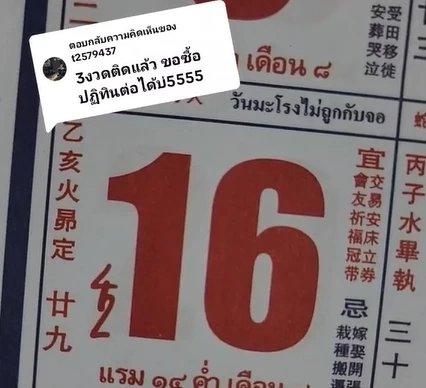 ตอบกลับความคิดเห็นของ
t2579437
3งวดติดแล้ว ขอซื้อ
ปฏิทินต่อได้ป5555
二
受田移徙
安葬哭泣
เดือน ๘
วันมะโรงไม่ถูกกับจอ
乙亥火昴定
廿九
16
宜
交易安床立券
會友祈福冠帶
忌
嫁娶開張
栽種搬
丙子水畢執
三十
แรม ๑๔ ค่ำ เดือน